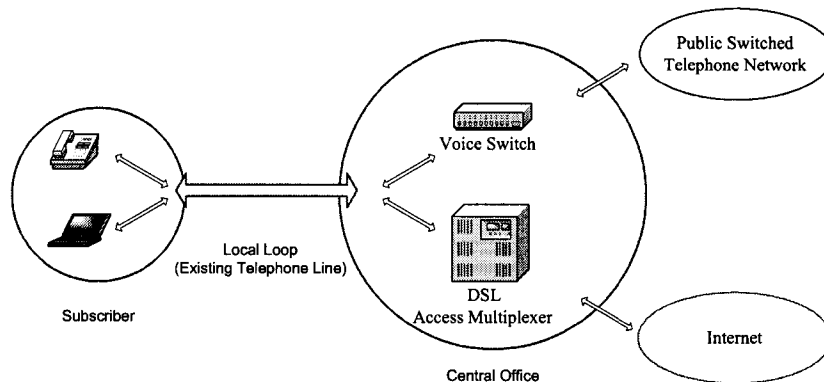 Public Switched
Telephone Network
Voice Switch
Local Loop
(Existing Telephone Line)
DSL
Access Multiplexer
Subscriber
Internet
Central Office